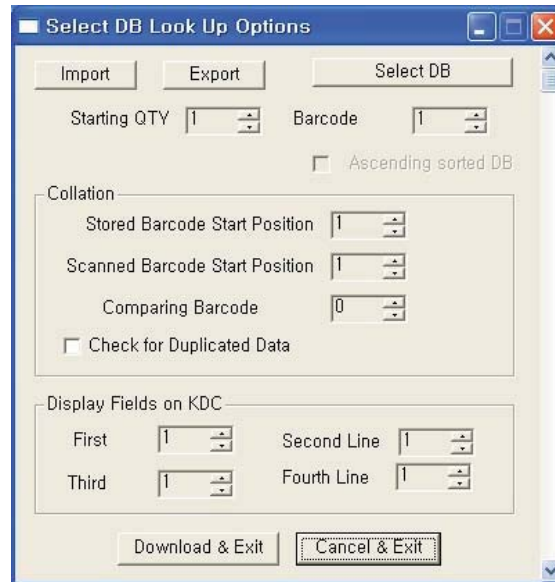 Select DB Look Up Options
Import Export Select DB
Starting QTY 1 Barcode 1
Ascending sorted DB
Collation
Stored Barcode Start Position 1
Scanned Barcode Start Position 1
Comparing Barcode 0
Check for Duplicated Data
Display Fields on KDC
First 1 Second Line 1
Third 1 Fourth Line 1
Download & Exit Cancel & Exit